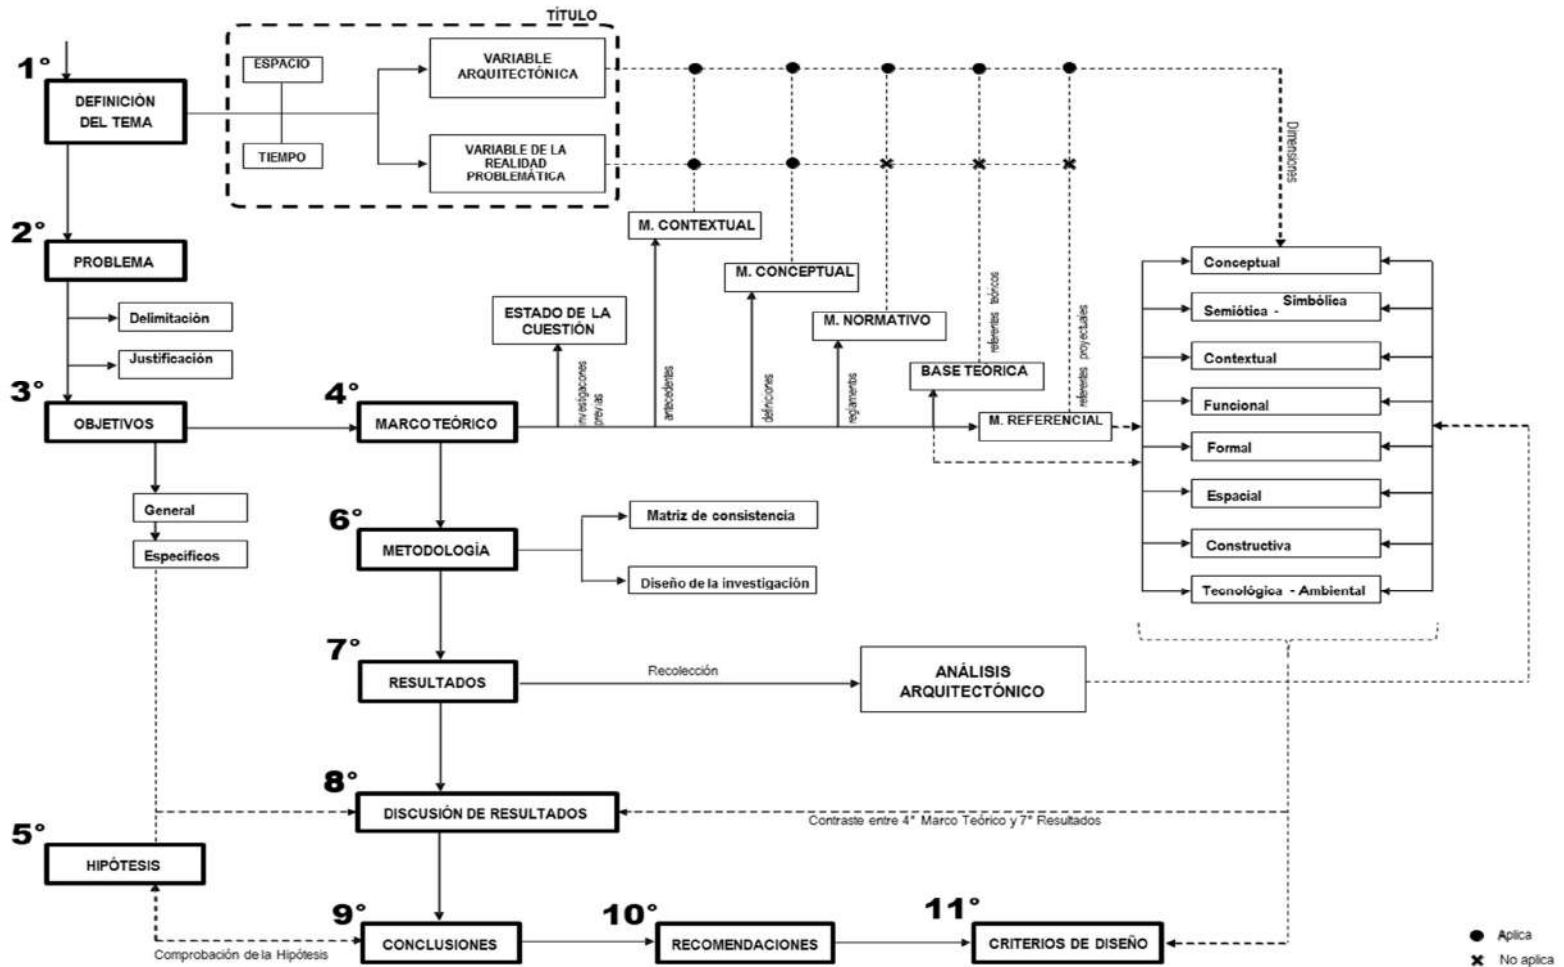 TÍTULO
1°
DEFINICIÓN
DEL TEMA
ESPACIO
TIEMPO
VARIABLE
ARQUITECTÓNICA
VARIABLE DE LA
REALIDAD
PROBLEMÁTICA
Dimensiones
2°
PROBLEMA
Delimitación
Justificación
3°
OBJETIVOS
General
Específicos
4°
MARCO TEÓRICO
ESTADO DE LA
CUESTIÓN
investigaciones
previas
M. CONTEXTUAL
antecedentes
M. CONCEPTUAL
definiciones
M. NORMATIVO
reglamentos
BASE TEÓRICA
referentes teóricos
M. REFERENCIAL
referentes proyectuales
Conceptual
Semiótica - Simbólica
Contextual
Funcional
Formal
Espacial
Constructiva
Tecnológica - Ambiental
6°
METODOLOGÍA
Matriz de consistencia
Diseño de la investigación
7°
RESULTADOS
Recolección
ANÁLISIS
ARQUITECTÓNICO
8°
DISCUSIÓN DE RESULTADOS
Contraste entre 4° Marco Teórico y 7° Resultados
5°
HIPÓTESIS
Comprobación de la Hipótesis
9°
CONCLUSIONES
10°
RECOMENDACIONES
11°
CRITERIOS DE DISEÑO
Aplica
No aplica